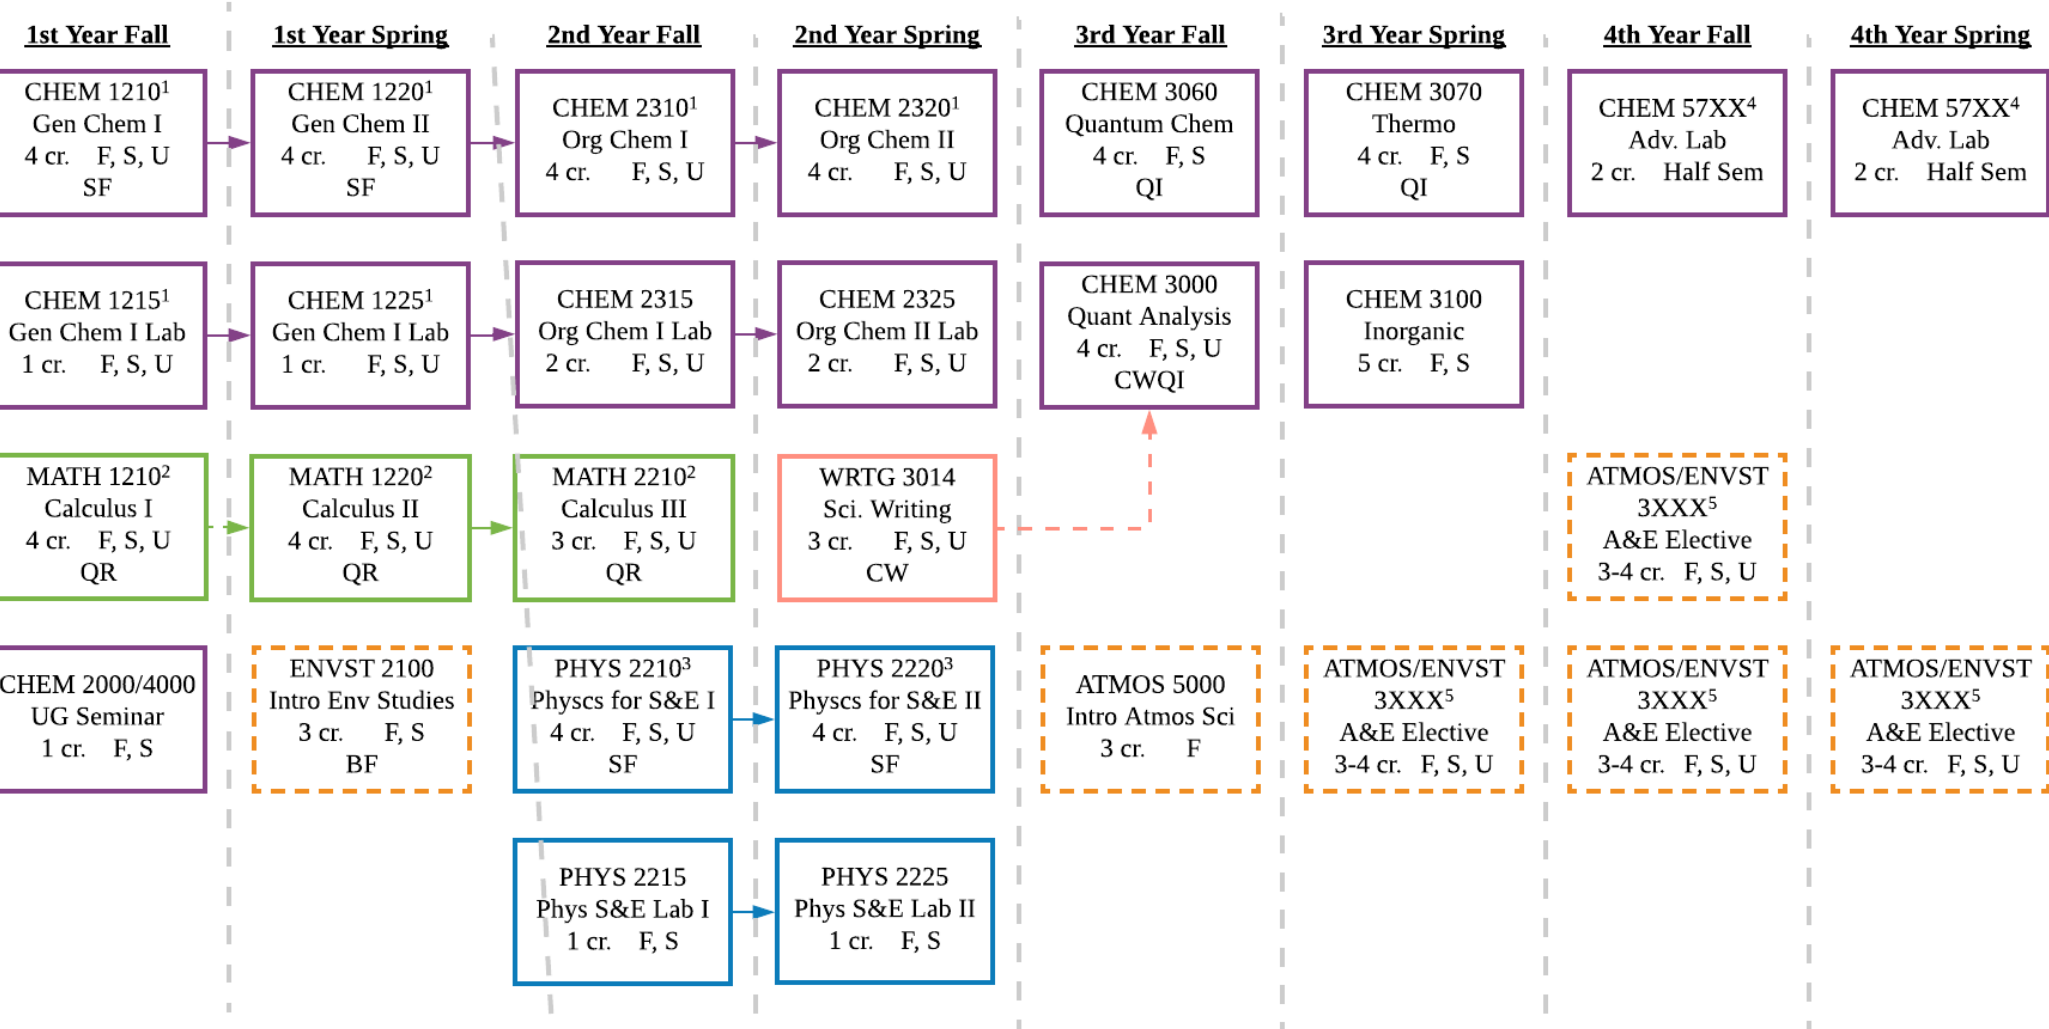 1st Year Fall
1st Year Spring
2nd Year Fall
2nd Year Spring
3rd Year Fall
3rd Year Spring
4th Year Fall
4th Year Spring
CHEM 1210¹
Gen Chem I
4 cr. F, S, U
SF
CHEM 1220¹
Gen Chem II
4 cr. F, S, U
SF
CHEM 2310¹
Org Chem I
4 cr. F, S, U
CHEM 2320¹
Org Chem II
4 cr. F, S, U
CHEM 3060
Quantum Chem
4 cr. F, S
QI
CHEM 3070
Thermo
4 cr. F, S
QI
CHEM 57XX⁴
Adv. Lab
2 cr. Half Sem
CHEM 57XX⁴
Adv. Lab
2 cr. Half Sem
CHEM 1215¹
Gen Chem I Lab
1 cr. F, S, U
CHEM 1225¹
Gen Chem I Lab
1 cr. F, S, U
CHEM 2315
Org Chem I Lab
2 cr. F, S, U
CHEM 2325
Org Chem II Lab
2 cr. F, S, U
CHEM 3000
Quant Analysis
4 cr. F, S, U
CWQI
CHEM 3100
Inorganic
5 cr. F, S
MATH 1210²
Calculus I
4 cr. F, S, U
QR
MATH 1220²
Calculus II
4 cr. F, S, U
QR
MATH 2210²
Calculus III
3 cr. F, S, U
QR
WRTG 3014
Sci. Writing
3 cr. F, S, U
CW
ATMOS/ENVST
3XXX⁵
A&E Elective
3-4 cr. F, S, U
CHEM 2000/4000
UG Seminar
1 cr. F, S
ENVST 2100
Intro Env Studies
3 cr. F, S
BF
PHYS 2210³
Physcs for S&E I
4 cr. F, S, U
SF
PHYS 2220³
Physcs for S&E II
4 cr. F, S, U
SF
ATMOS 5000
Intro Atmos Sci
3 cr. F
ATMOS/ENVST
3XXX⁵
A&E Elective
3-4 cr. F, S, U
ATMOS/ENVST
3XXX⁵
A&E Elective
3-4 cr. F, S, U
ATMOS/ENVST
3XXX⁵
A&E Elective
3-4 cr. F, S, U
PHYS 2215
Phys S&E Lab I
1 cr. F, S
PHYS 2225
Phys S&E Lab II
1 cr. F, S